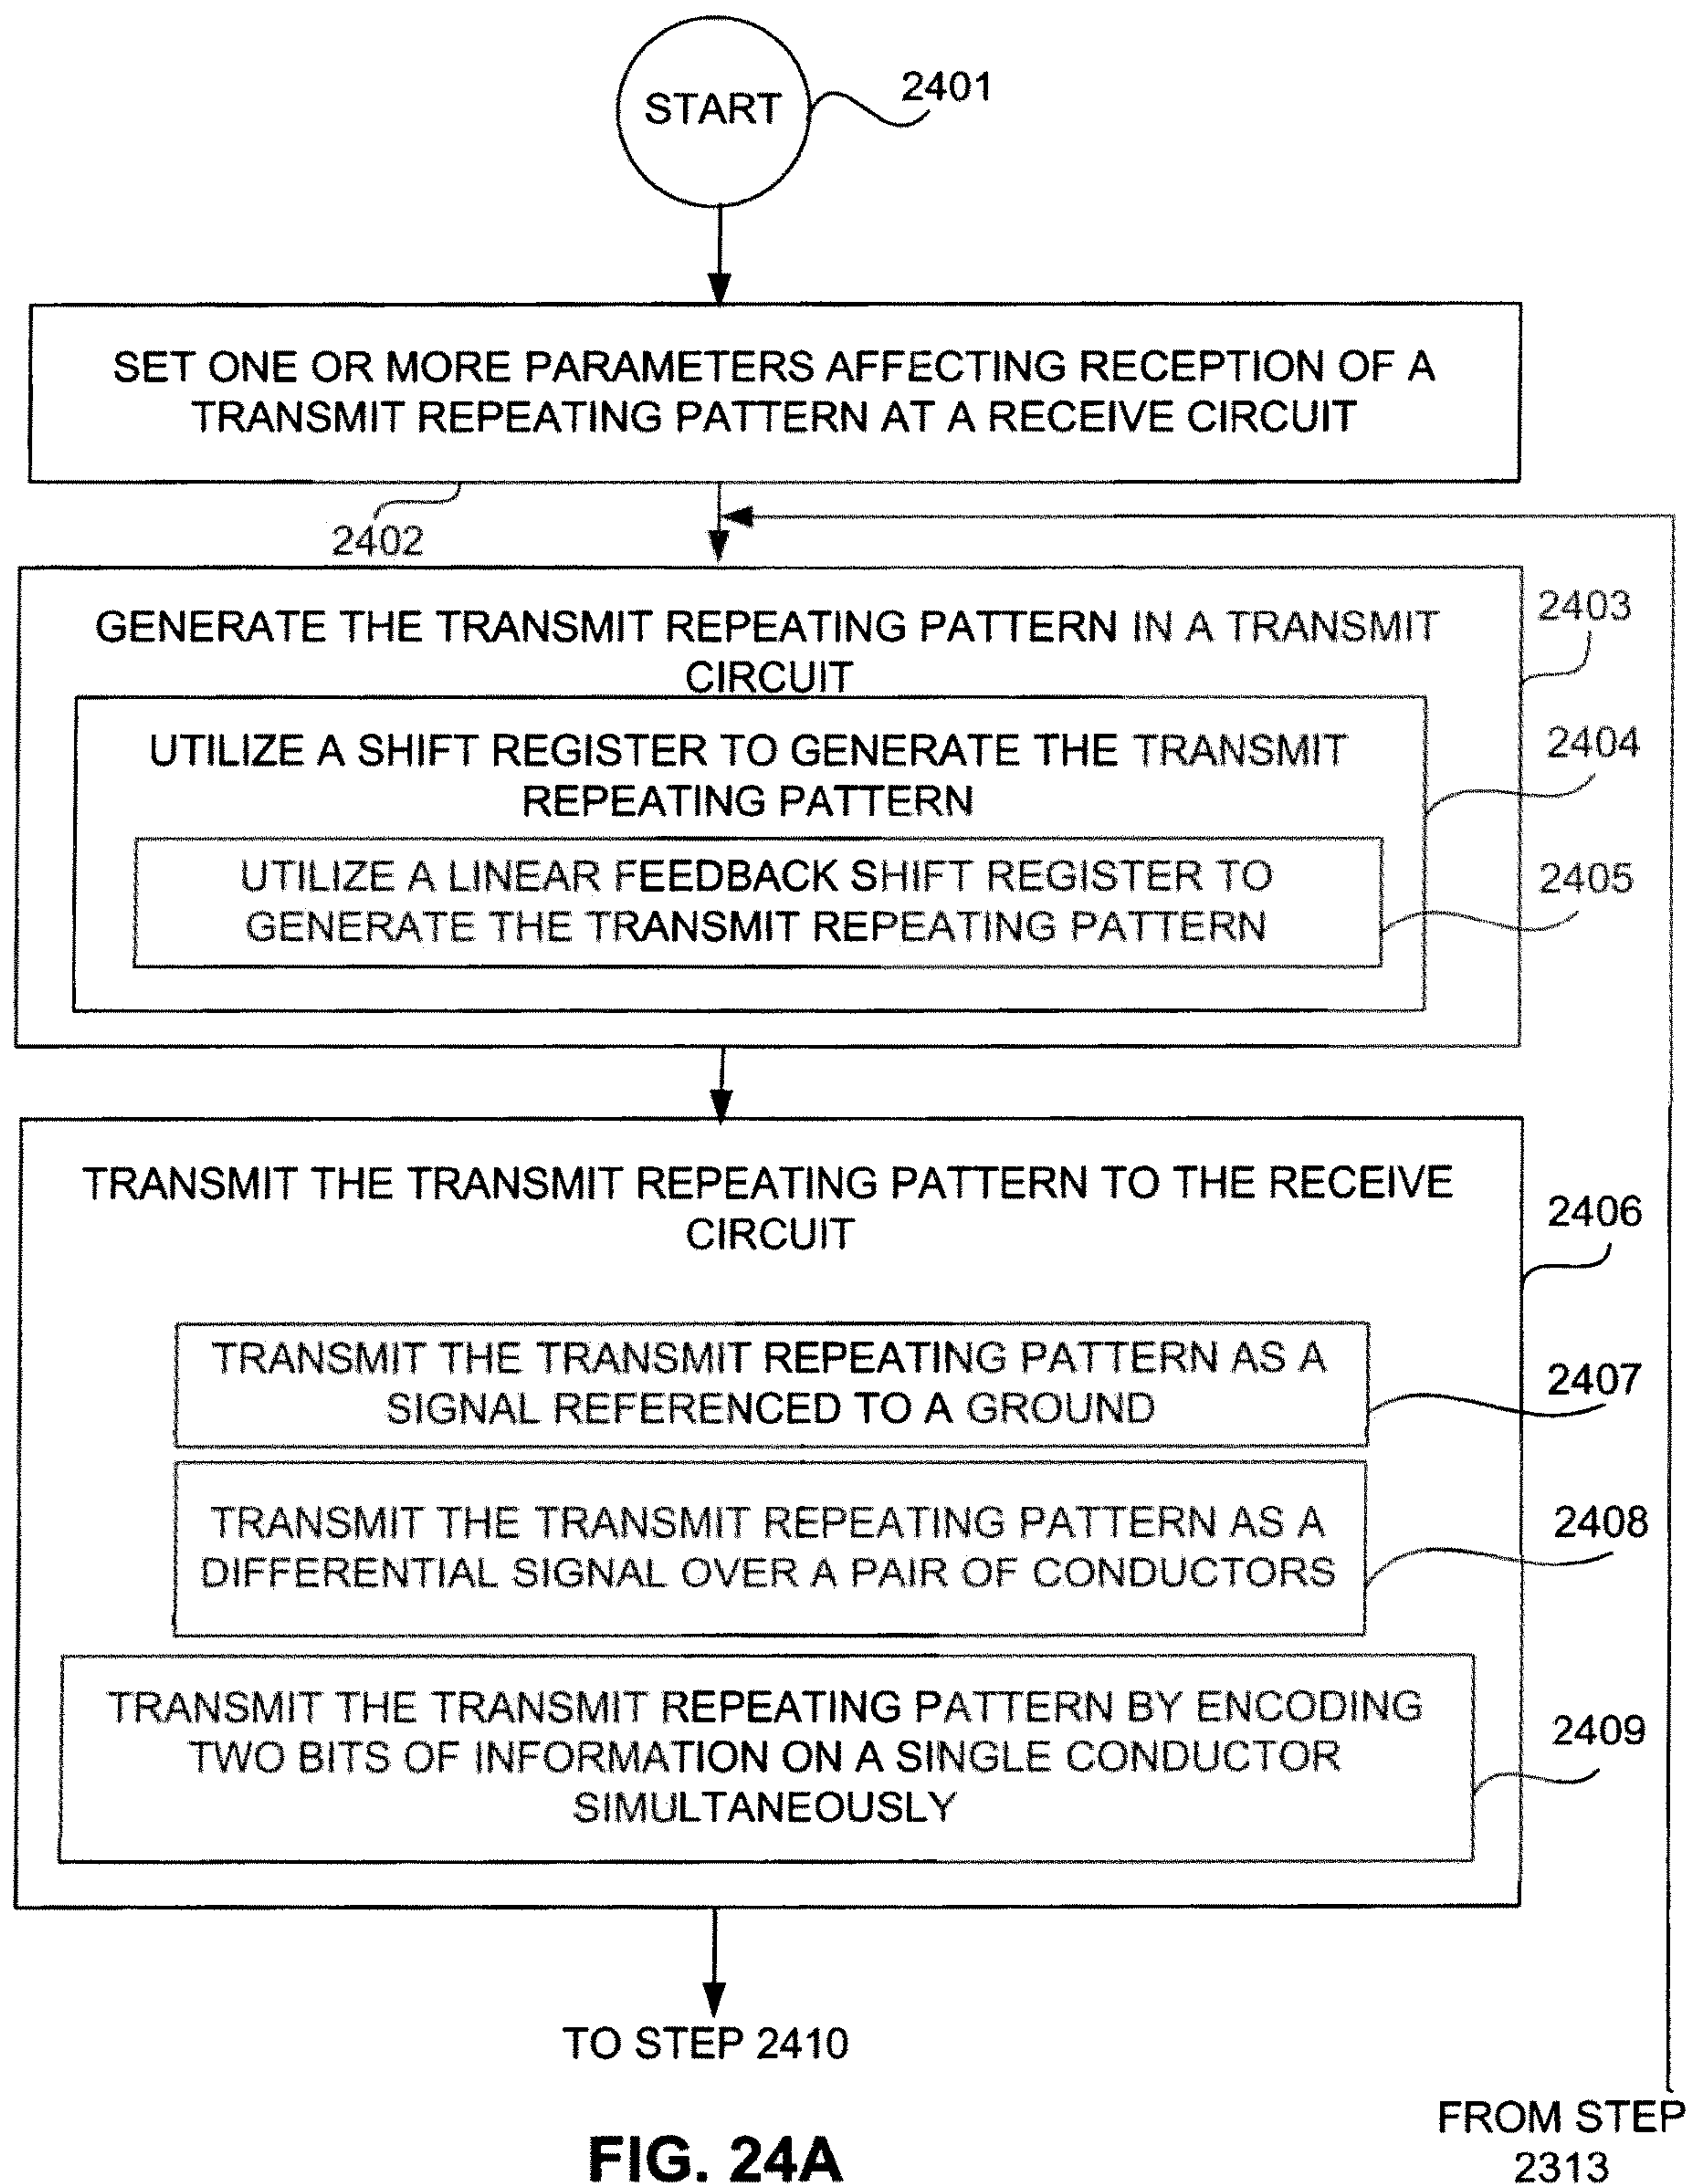 START
2401
SET ONE OR MORE PARAMETERS AFFECTING RECEPTION OF A
TRANSMIT REPEATING PATTERN AT A RECEIVE CIRCUIT
2402
GENERATE THE TRANSMIT REPEATING PATTERN IN A TRANSMIT
CIRCUIT
2403
UTILIZE A SHIFT REGISTER TO GENERATE THE TRANSMIT
REPEATING PATTERN
2404
UTILIZE A LINEAR FEEDBACK SHIFT REGISTER TO
GENERATE THE TRANSMIT REPEATING PATTERN
2405
TRANSMIT THE TRANSMIT REPEATING PATTERN TO THE RECEIVE
CIRCUIT
2406
TRANSMIT THE TRANSMIT REPEATING PATTERN AS A
SIGNAL REFERENCED TO A GROUND
2407
TRANSMIT THE TRANSMIT REPEATING PATTERN AS A
DIFFERENTIAL SIGNAL OVER A PAIR OF CONDUCTORS
2408
TRANSMIT THE TRANSMIT REPEATING PATTERN BY ENCODING
TWO BITS OF INFORMATION ON A SINGLE CONDUCTOR
SIMULTANEOUSLY
2409
TO STEP 2410
FROM STEP
2313
FIG. 24A